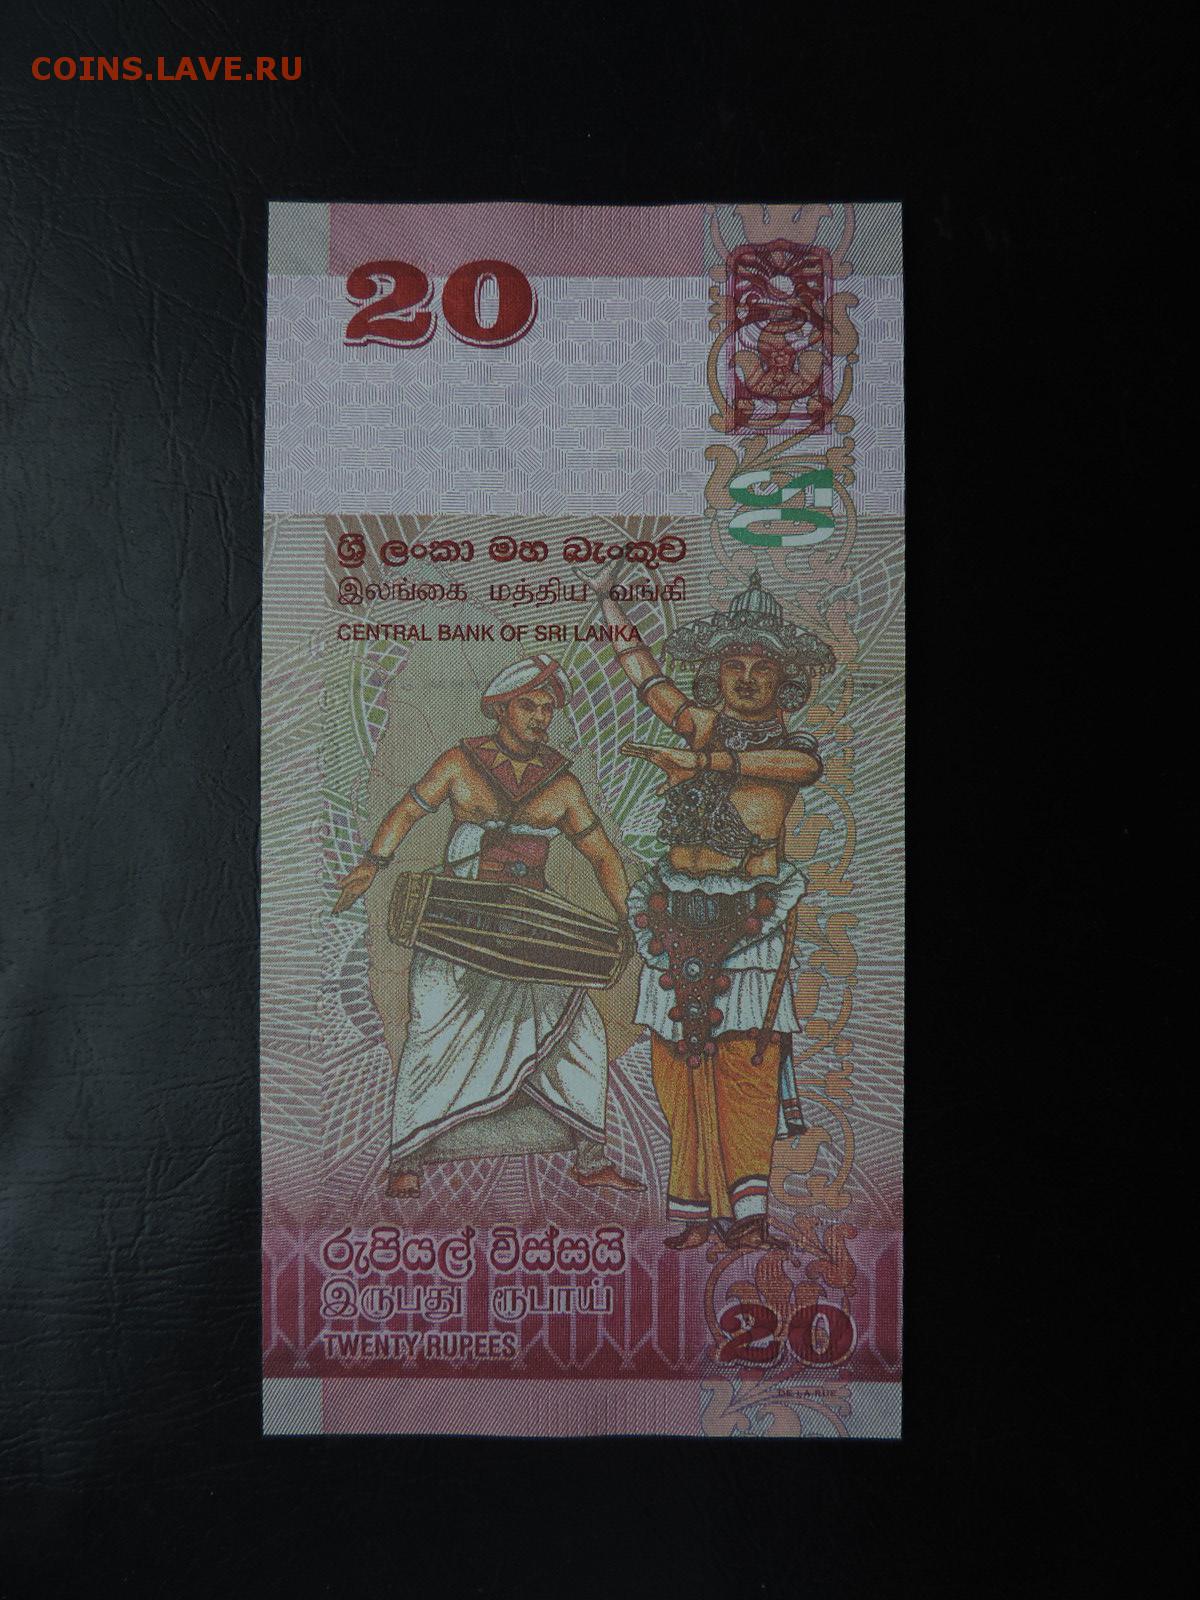 COINS.LAVE.RU
20
20
ශ්‍රී ලංකා මහ බැංකුව
இலங்கை மத்திய வங்கி
CENTRAL BANK OF SRI LANKA
රුපියල් විස්සයි
இருபது ரூபாய்
TWENTY RUPEES
20
DE LA RUE